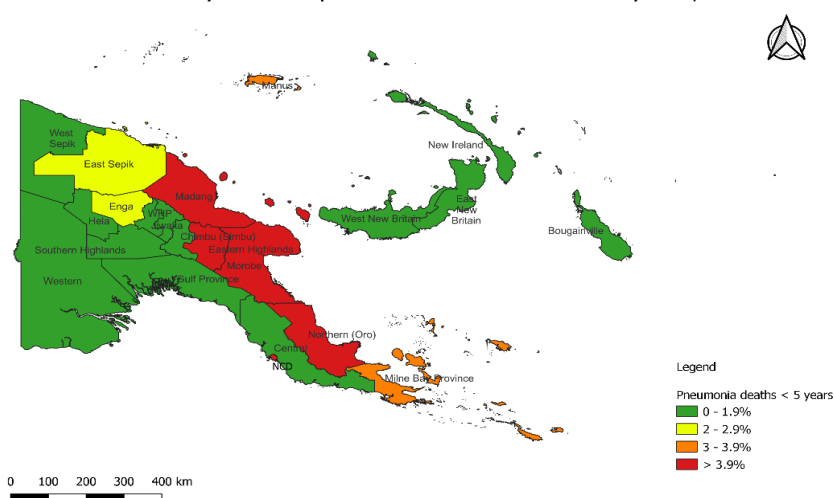 Manus
West
Sepik
New Ireland
East Sepik
Madang
Enga
East
New
Britain
WHP
West New Britain
Hela
Jiwaka
Bougainville
Chimbu (Simbu)
Eastern Highlands
Southern Highlands
Morobe
Western
Gulf Province
Northern (Oro)
Central
NCD
Milne Bay Province
Legend
Pneumonia deaths < 5 years
0 - 1.9%
2 - 2.9%
3 - 3.9%
> 3.9%
0 100 200 300 400 km